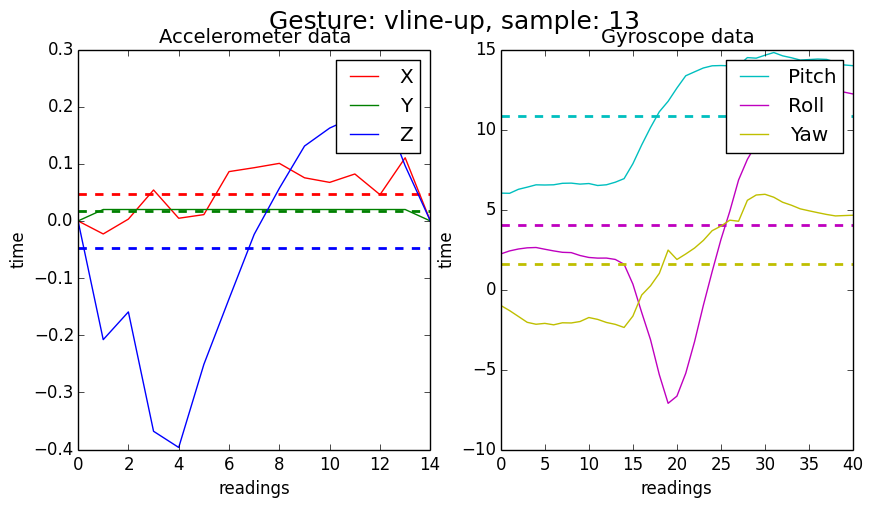 Gesture: vline-up, sample: 13
Accelerometer data
0.3
0.2
0.1
0.0
−0.1
−0.2
−0.3
−0.4
time
0 2 4 6 8 10 12 14
readings
X
Y
Z
Gyroscope data
15
10
5
0
−5
−10
time
0 5 10 15 20 25 30 35 40
readings
Pitch
Roll
Yaw